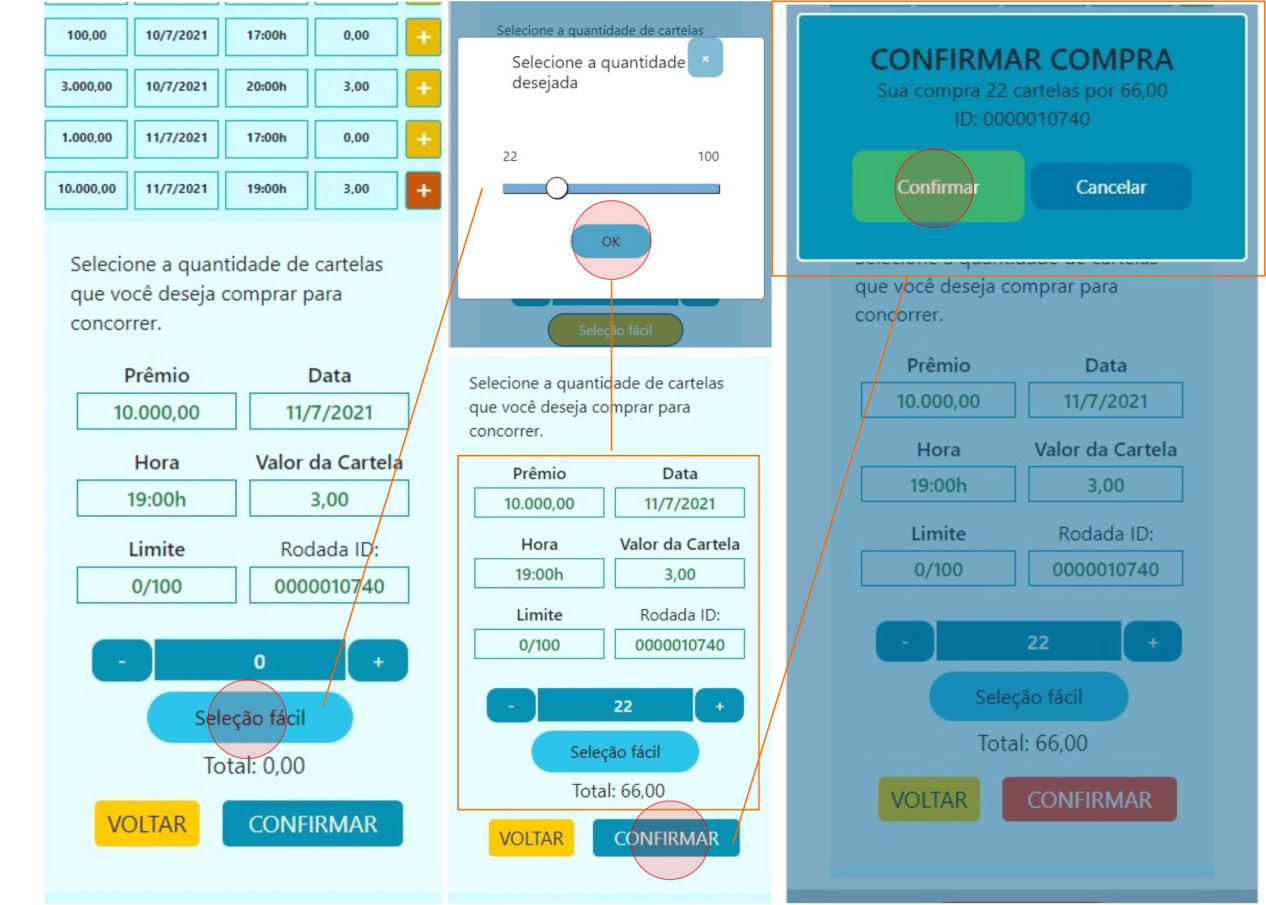 100,00 10/7/2021 17:00h 0,00 +
3.000,00 10/7/2021 20:00h 3,00 +
1.000,00 11/7/2021 17:00h 0,00 +
10.000,00 11/7/2021 19:00h 3,00 +
Selecione a quantidade de cartelas
que você deseja comprar para
concorrer.
Prêmio Data
10.000,00 11/7/2021
Hora Valor da Cartela
19:00h 3,00
Limite Rodada ID:
0/100 0000010740
- 0 +
Seleção fácil
Total: 0,00
VOLTAR CONFIRMAR
Selecione a quantidade de cartelas
Selecione a quantidade
desejada
×
22 100
OK
- +
Seleção fácil
Selecione a quantidade de cartelas
que você deseja comprar para
concorrer.
Prêmio Data
10.000,00 11/7/2021
Hora Valor da Cartela
19:00h 3,00
Limite Rodada ID:
0/100 0000010740
- 22 +
Seleção fácil
Total: 66,00
VOLTAR CONFIRMAR
CONFIRMAR COMPRA
Sua compra 22 cartelas por 66,00
ID: 0000010740
Confirmar Cancelar
Selecione a quantidade de cartelas
que você deseja comprar para
concorrer.
Prêmio Data
10.000,00 11/7/2021
Hora Valor da Cartela
19:00h 3,00
Limite Rodada ID:
0/100 0000010740
- 22 +
Seleção fácil
Total: 66,00
VOLTAR CONFIRMAR